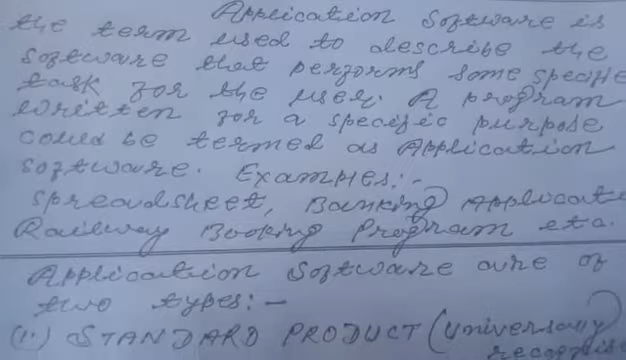 Application Software is
the term used to describe the
software that performs some specific
task for the user. A program
written for a specific purpose
could be termed as Application
software. Examples:-
spreadsheet, Banking Applicati
Railway Booking Program etc.
Application Software are of
two types:-
(1.) STANDARD PRODUCT (Universally
recognis